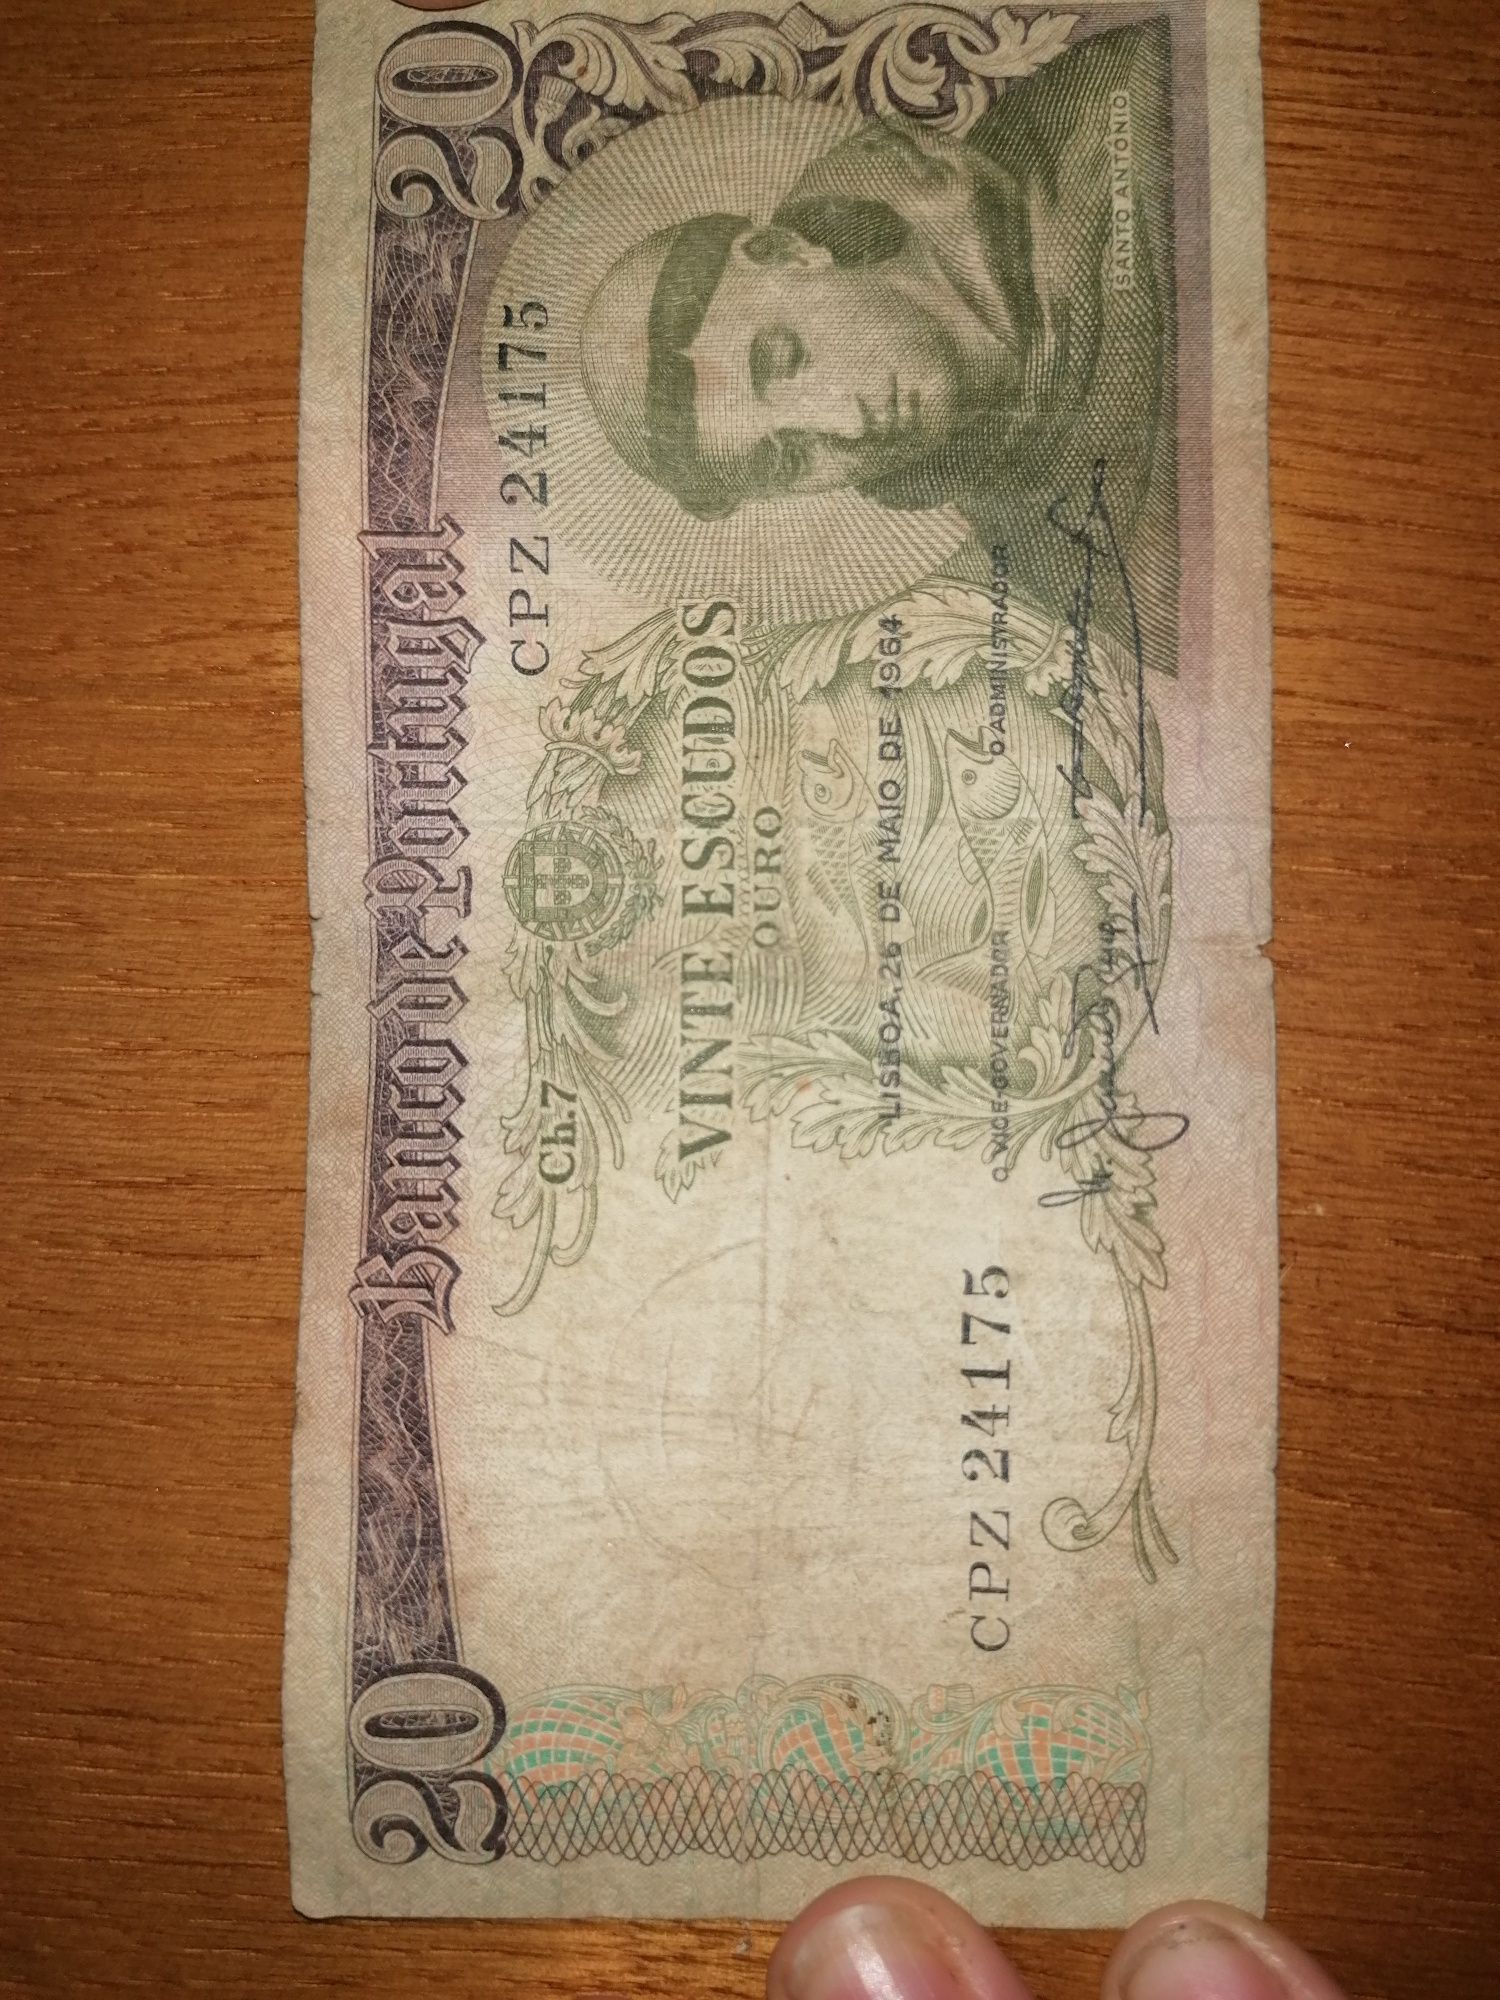 20 Banco de Portugal 20
Ch. 7
CPZ 24175
VINTE ESCUDOS
OURO
LISBOA, 26 DE MAIO DE 1964
O VICE-GOVERNADOR
O ADMINISTRADOR
CPZ 24175
SANTO ANTÓNIO